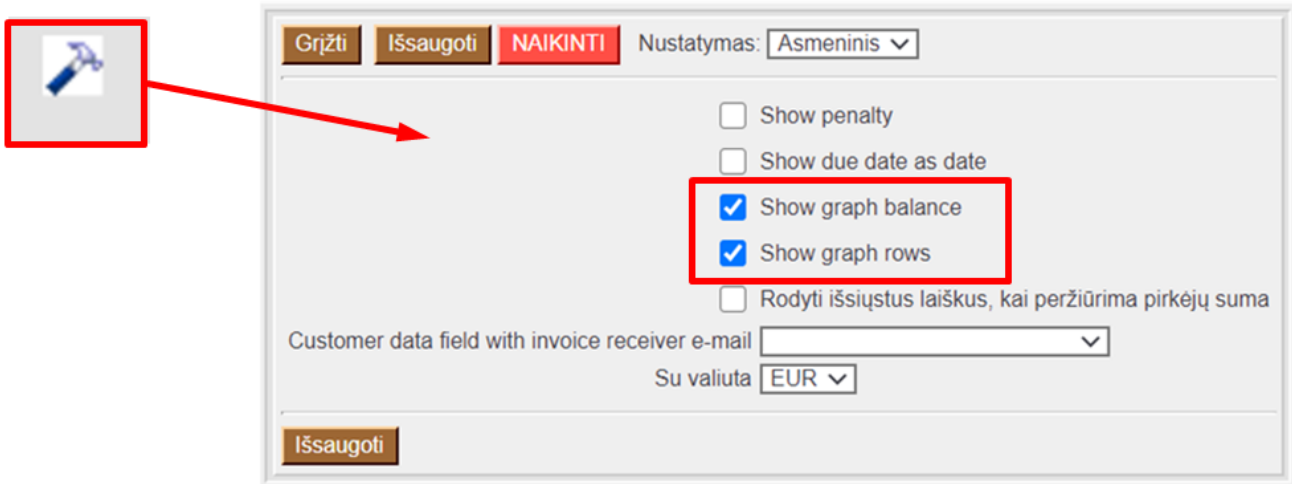 Grįžti Išsaugoti NAIKINTI Nustatymas: Asmeninis
Show penalty
Show due date as date
Show graph balance
Show graph rows
Rodyti išsiųstus laiškus, kai peržiūrima pirkėjų suma
Customer data field with invoice receiver e-mail
Su valiuta EUR
Išsaugoti